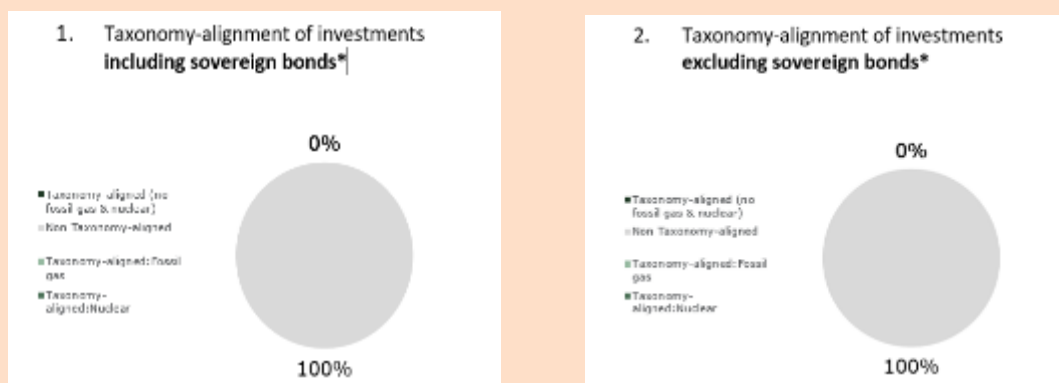 1. Taxonomy-alignment of investments
including sovereign bonds*
0%
Taxonomy-aligned (no
fossil gas & nuclear)
Non Taxonomy-aligned
Taxonomy-aligned:Fossil
gas
Taxonomy-
aligned:Nuclear
100%
2. Taxonomy-alignment of investments
excluding sovereign bonds*
0%
Taxonomy-aligned (no
fossil gas & nuclear)
Non Taxonomy-aligned
Taxonomy-aligned:Fossil
gas
Taxonomy-
aligned:Nuclear
100%